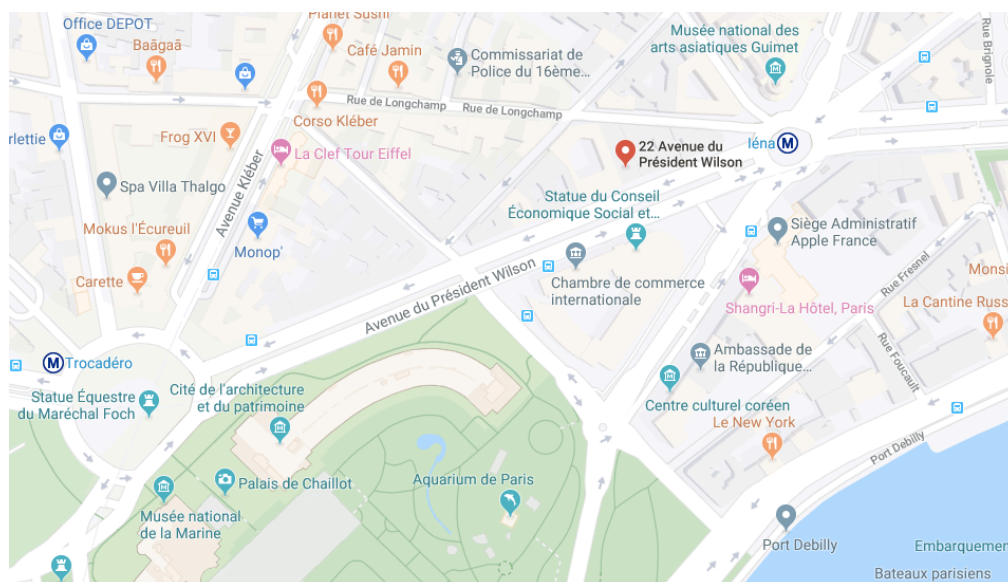 Planet Sushi
Office DEPOT
Baāgaā
Café Jamin
Commissariat de
Police du 16ème...
Musée national des
arts asiatiques Guimet
Rue Brignole
Rue de Longchamp
Rue de Longchamp
Corso Kléber
arlettie
Frog XVI
La Clef Tour Eiffel
22 Avenue du
Président Wilson
Iéna
M
Spa Villa Thalgo
Avenue Kléber
Statue du Conseil
Économique Social et...
Mokus l'Écureuil
Monop'
Siège Administratif
Apple France
Carette
Avenue du Président Wilson
Chambre de commerce
internationale
Shangri-La Hôtel, Paris
Rue Fresnel
Monsi
La Cantine Russ
M
Trocadéro
Ambassade de
la République...
Rue Foucault
Statue Équestre
du Maréchal Foch
Cité de l'architecture
et du patrimoine
Centre culturel coréen
Le New York
Port Debilly
Palais de Chaillot
Aquarium de Paris
Musée national
de la Marine
Port Debilly
Embarquemen
Bateaux parisiens